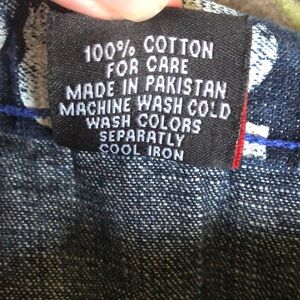 100% COTTON
FOR CARE
MADE IN PAKISTAN
MACHINE WASH COLD
WASH COLORS
SEPARATLY
COOL IRON